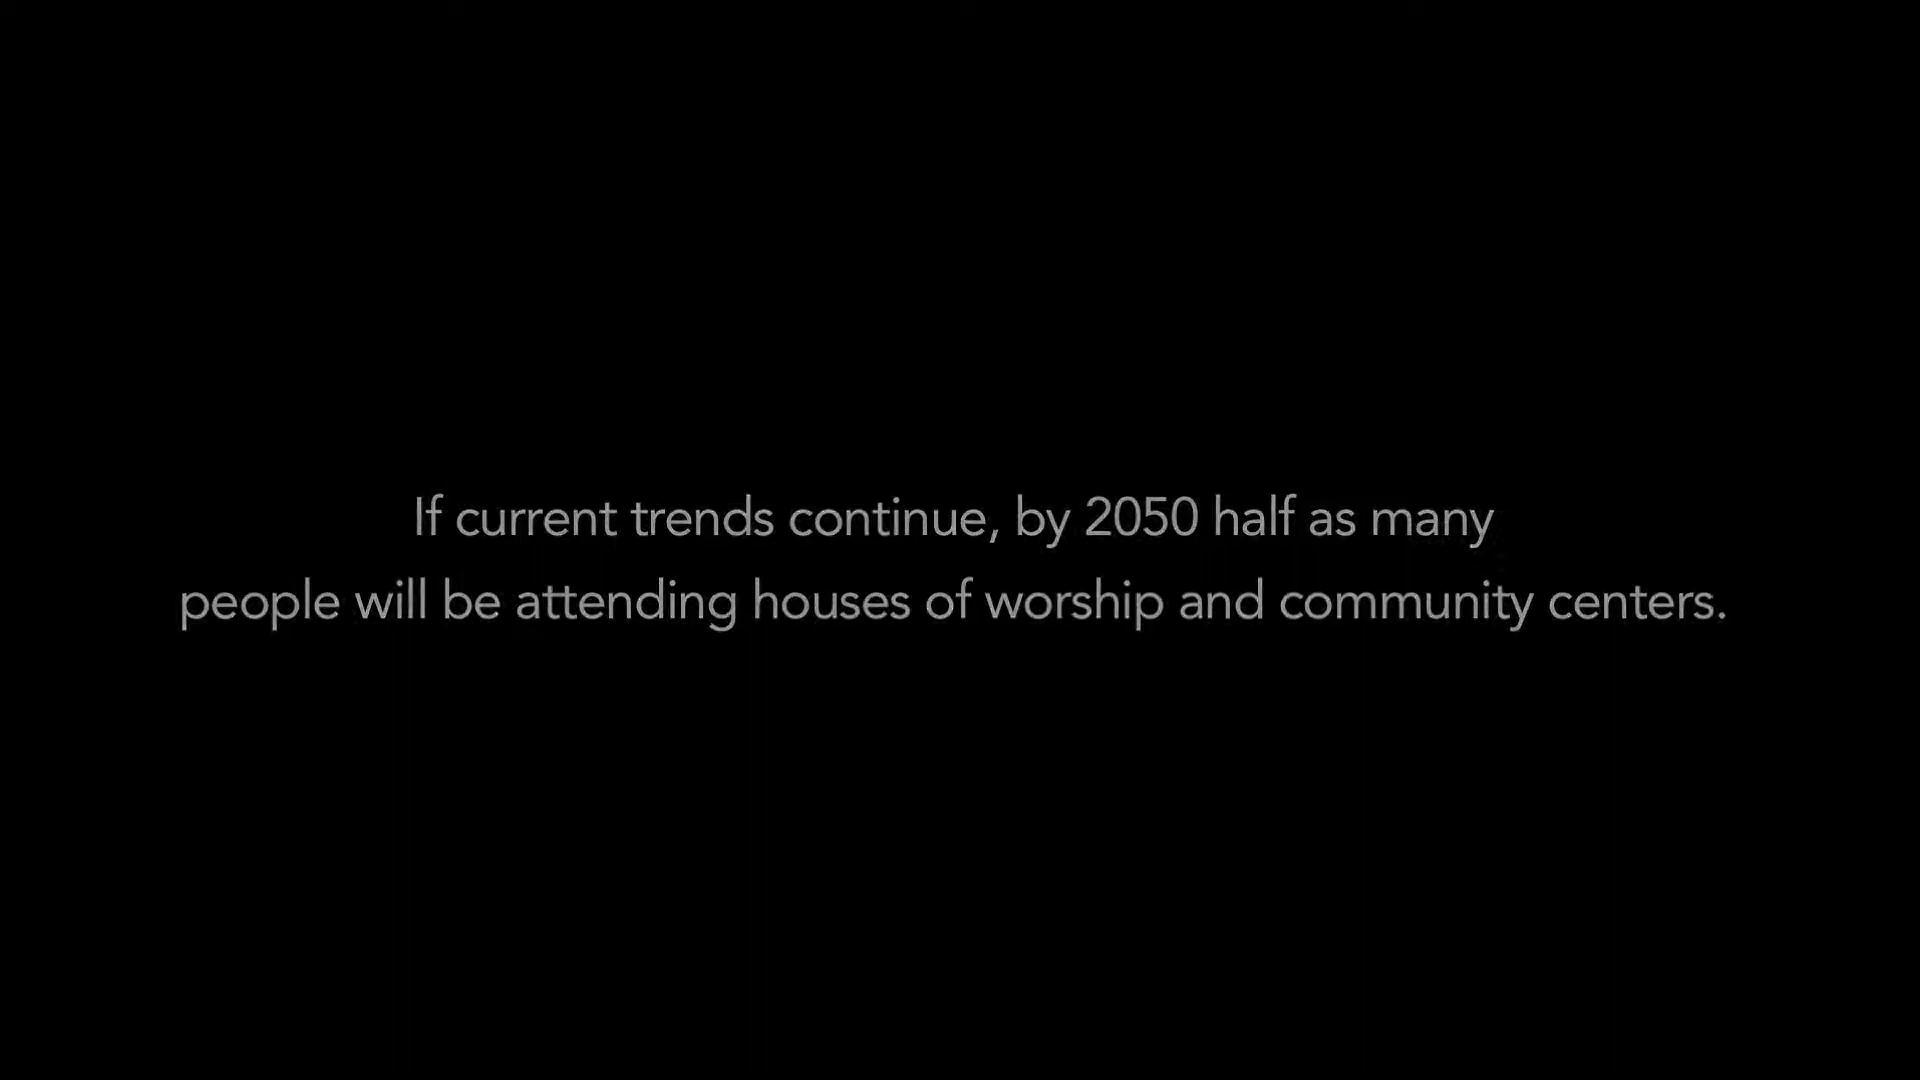 If current trends continue, by 2050 half as many
people will be attending houses of worship and community centers.